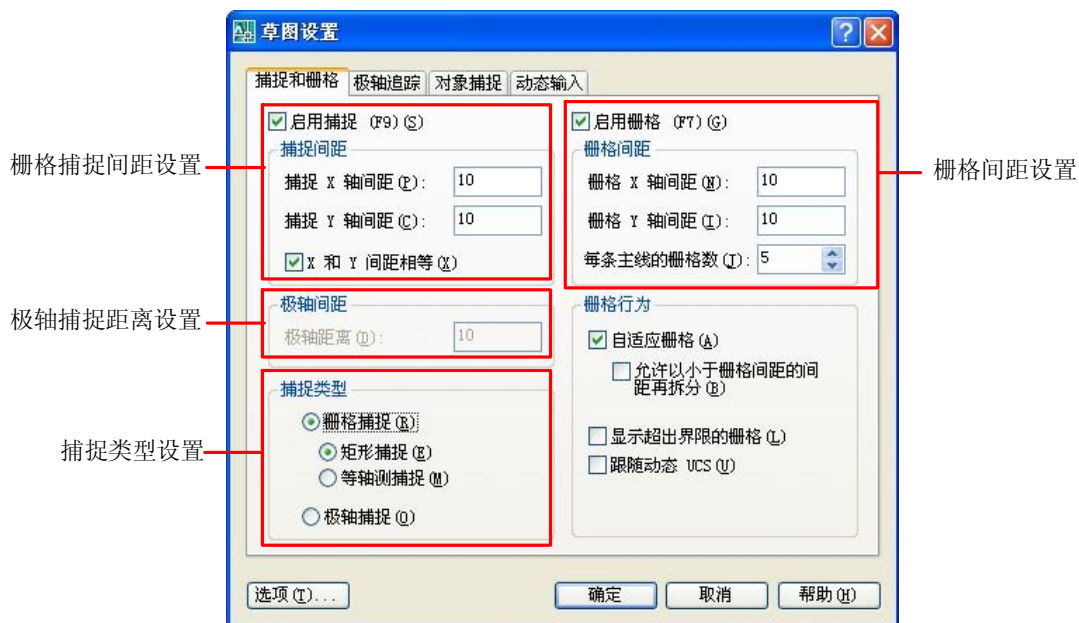 草图设置
捕捉和栅格 极轴追踪 对象捕捉 动态输入
启用捕捉 (F9)(S)
捕捉间距
捕捉 X 轴间距(P): 10
捕捉 Y 轴间距(C): 10
X 和 Y 间距相等(X)
极轴间距
极轴距离(D): 10
捕捉类型
栅格捕捉(R)
矩形捕捉(E)
等轴测捕捉(M)
极轴捕捉(O)
启用栅格 (F7)(G)
栅格间距
栅格 X 轴间距(N): 10
栅格 Y 轴间距(I): 10
每条主线的栅格数(J): 5
栅格行为
自适应栅格(A)
允许以小于栅格间距的间
距再拆分(B)
显示超出界限的栅格(L)
跟随动态 UCS(U)
选项(T)... 确定 取消 帮助(H)
栅格捕捉间距设置
极轴捕捉距离设置
捕捉类型设置
栅格间距设置